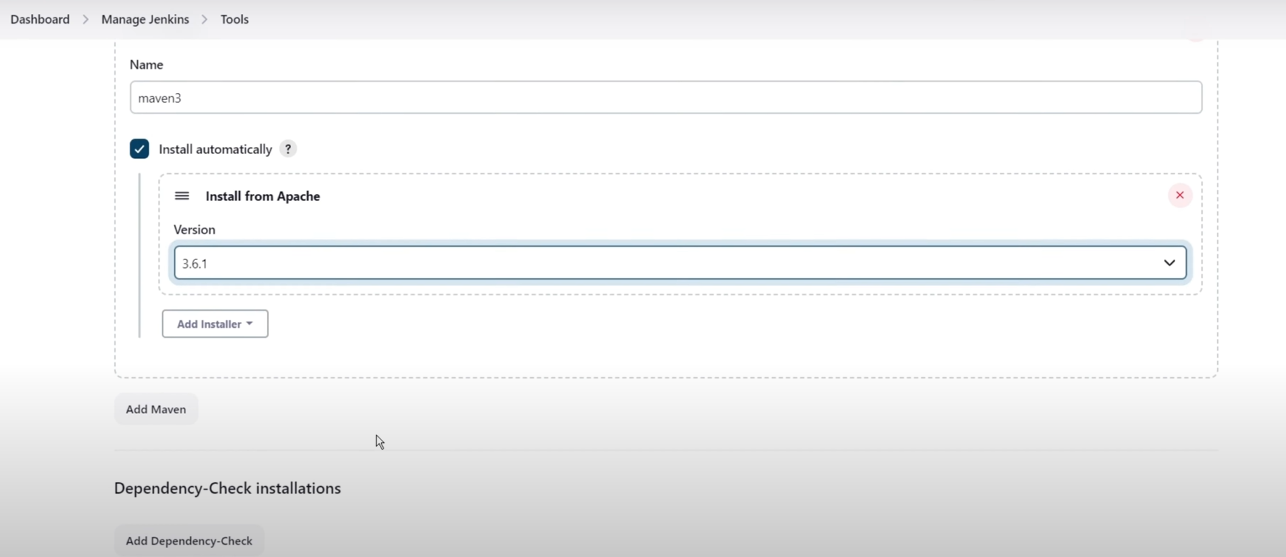 Dashboard > Manage Jenkins > Tools
Name
maven3
Install automatically ?
Install from Apache
Version
3.6.1
Add Installer
Add Maven
Dependency-Check installations
Add Dependency-Check